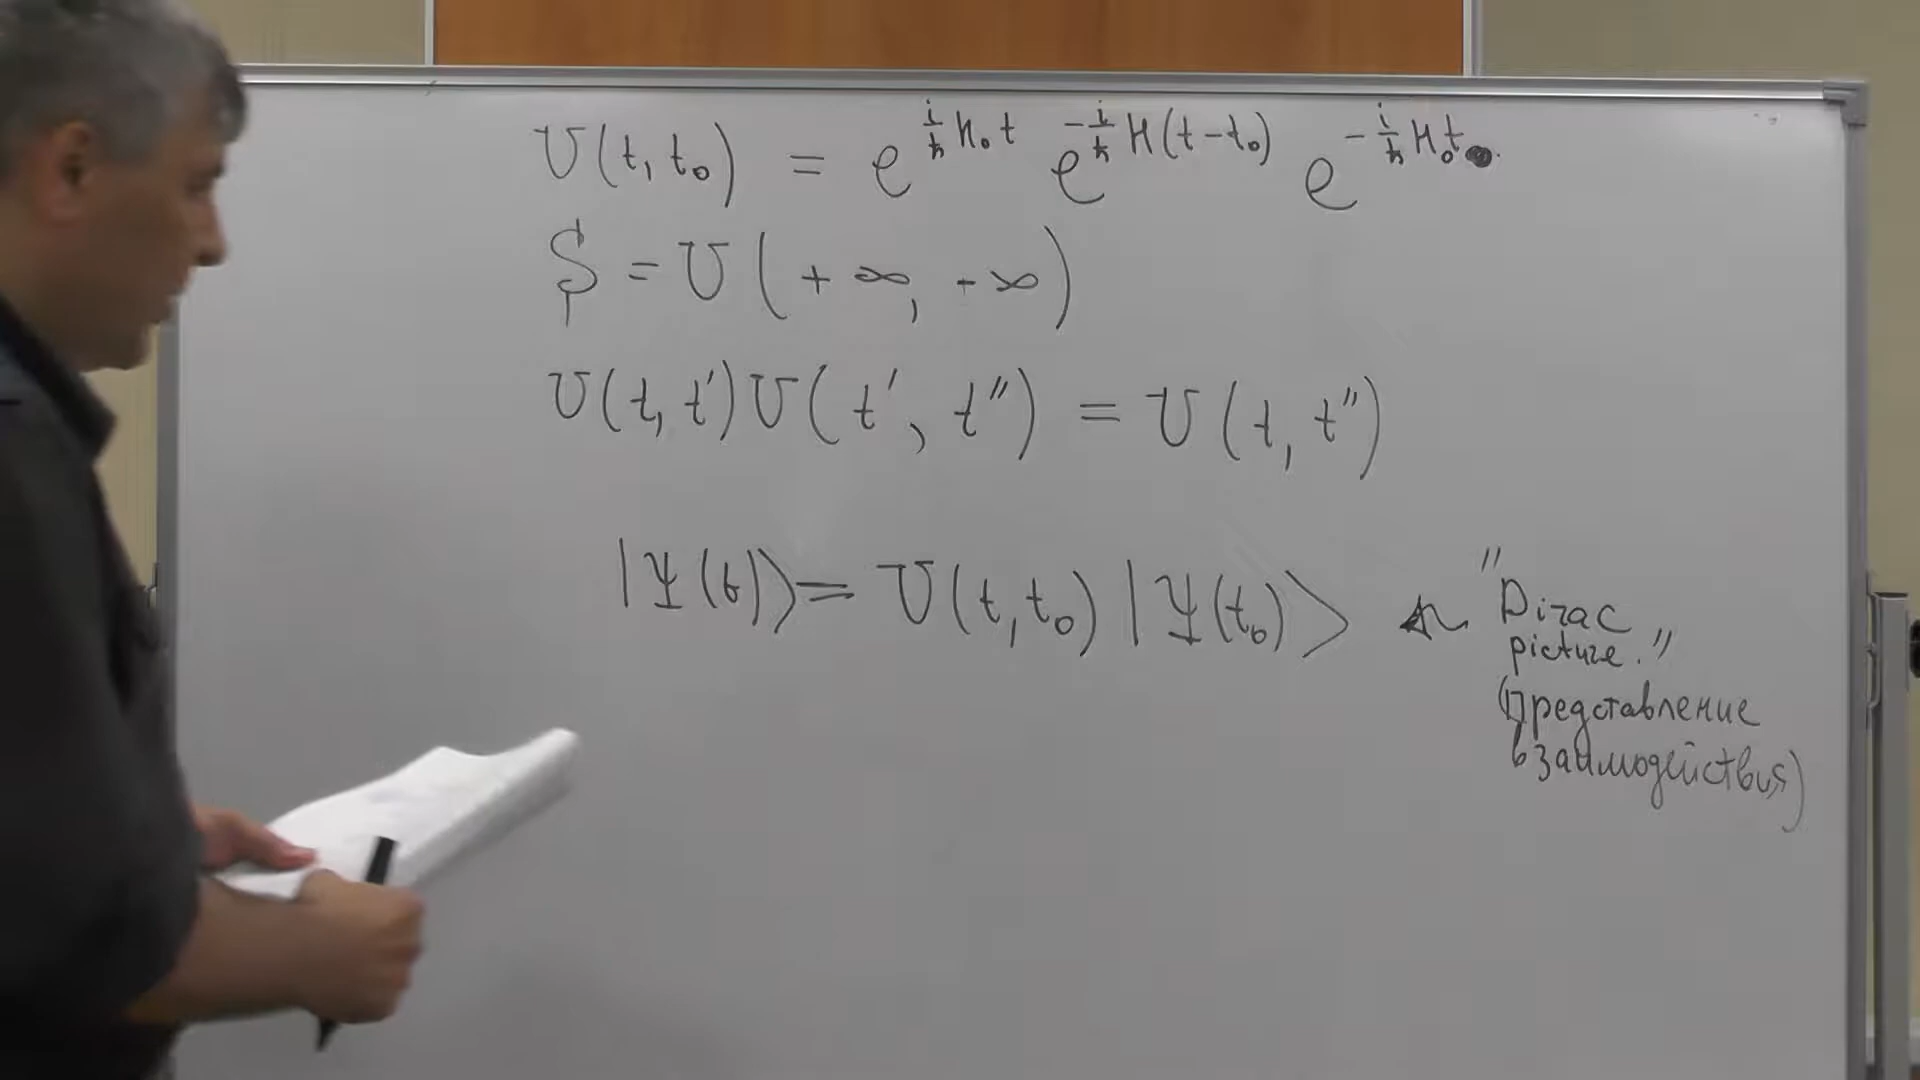 U(t, t₀) = e^{i/ħ H₀t} e^{-i/ħ H(t-t₀)} e^{-i/ħ H₀t₀}
S = U(+∞, -∞)
U(t, t′)U(t′, t″) = U(t, t″)
|Ψ(t)⟩ = U(t, t₀)|Ψ(t₀)⟩ ← "Dirac
picture."
(Представление
взаимодействия)